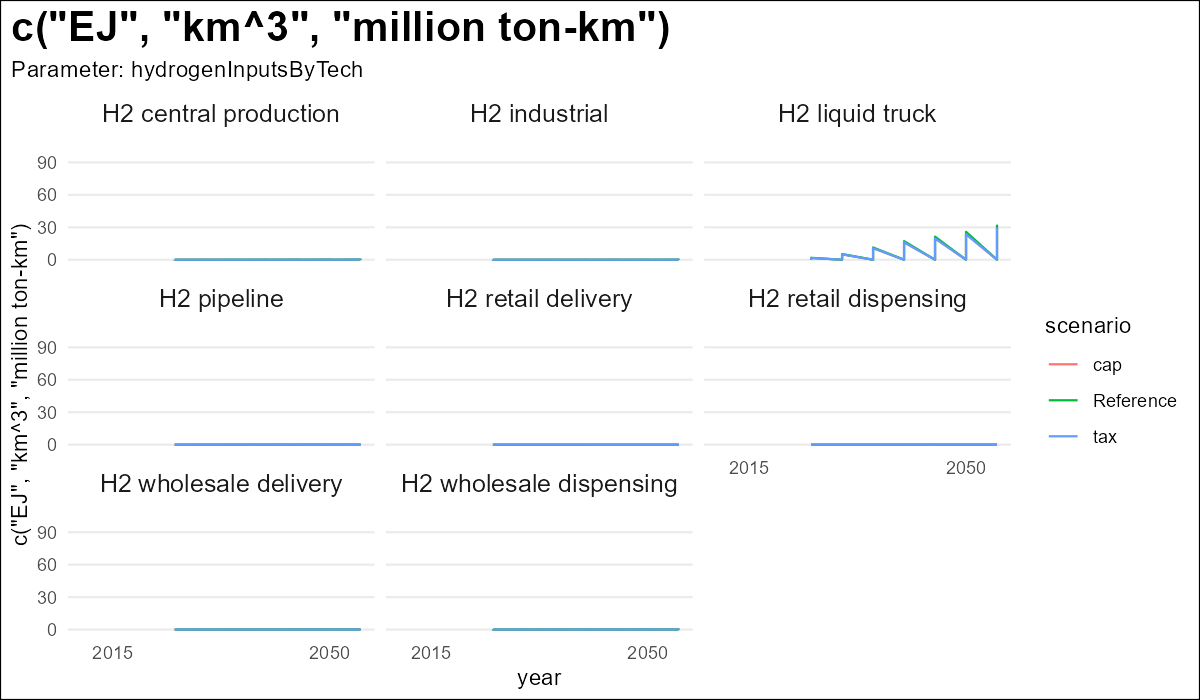 c("EJ", "km^3", "million ton-km")
Parameter: hydrogenInputsByTech
H2 central production
H2 industrial
H2 liquid truck
90
60
30
0
H2 pipeline
H2 retail delivery
H2 retail dispensing
90
60
30
0
2015
2050
H2 wholesale delivery
H2 wholesale dispensing
90
60
30
0
2015
2050
2015
2050
year
c("EJ", "km^3", "million ton-km")
scenario
cap
Reference
tax